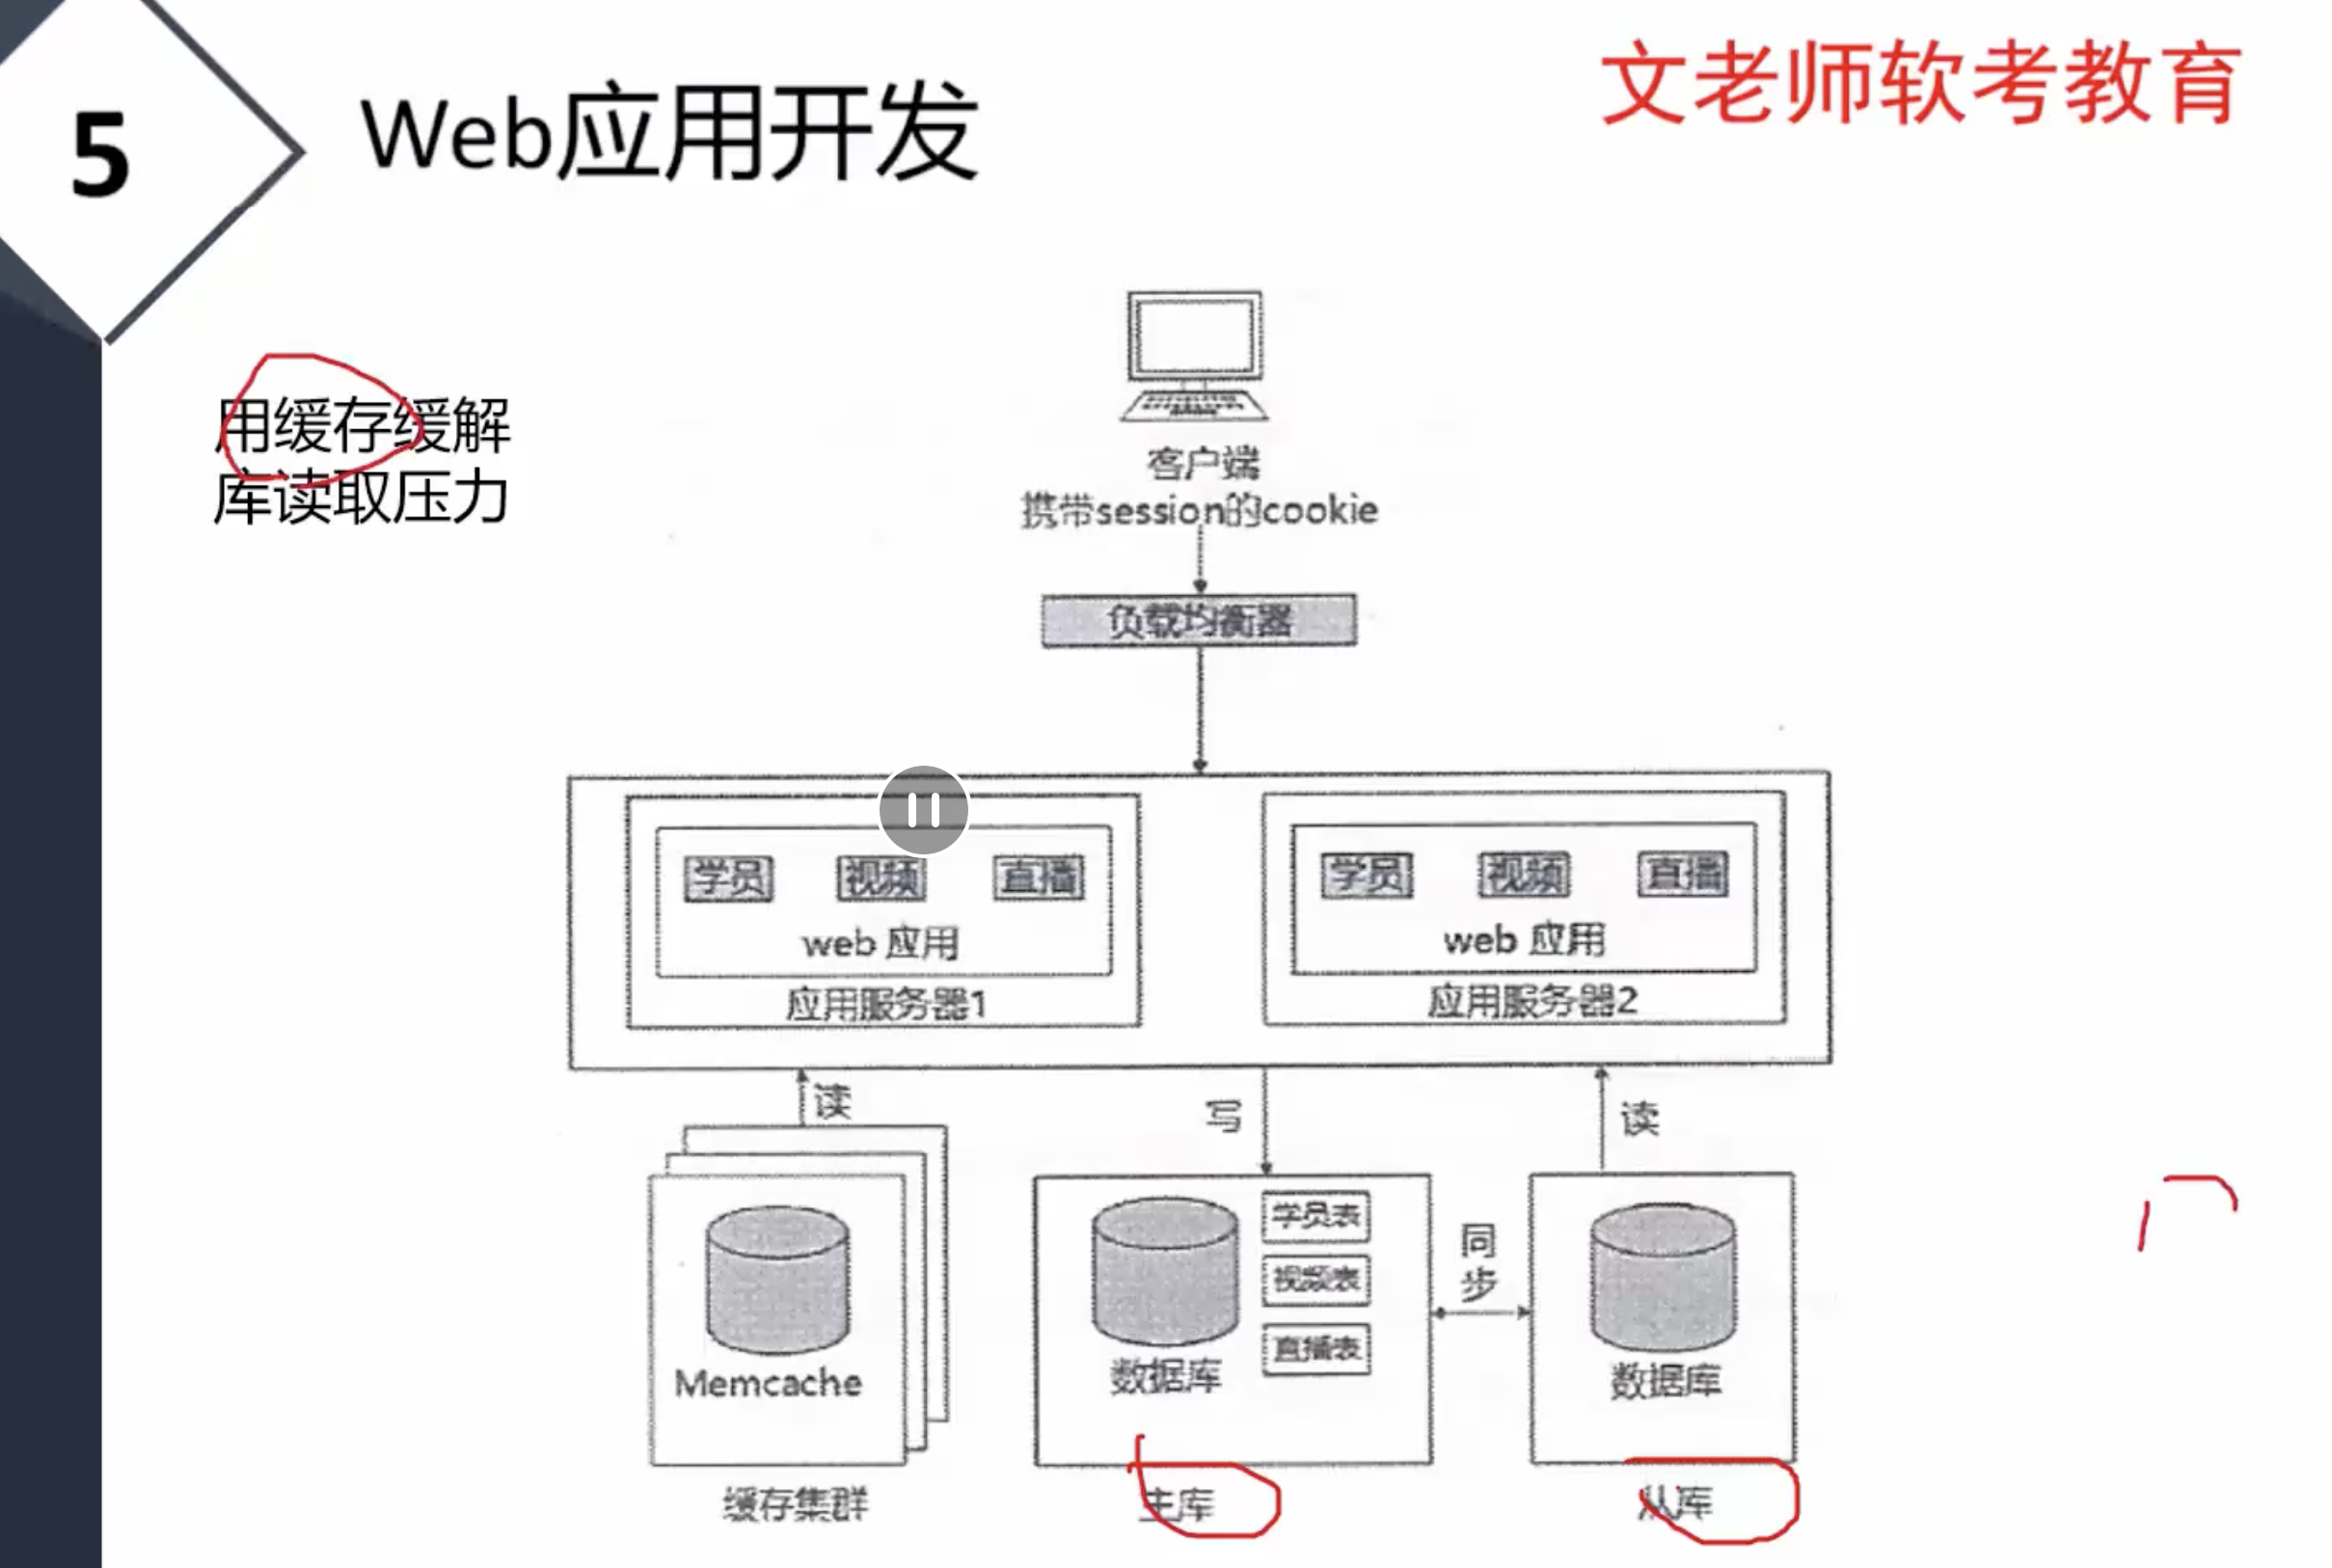 5
Web应用开发
文老师软考教育
用缓存缓解
库读取压力
客户端
携带session的cookie
负载均衡器
学员 视频 直播
web 应用
应用服务器1
学员 视频 直播
web 应用
应用服务器2
读
写
读
Memcache
缓存集群
数据库
学员表
视频表
直播表
主库
同步
数据库
从库